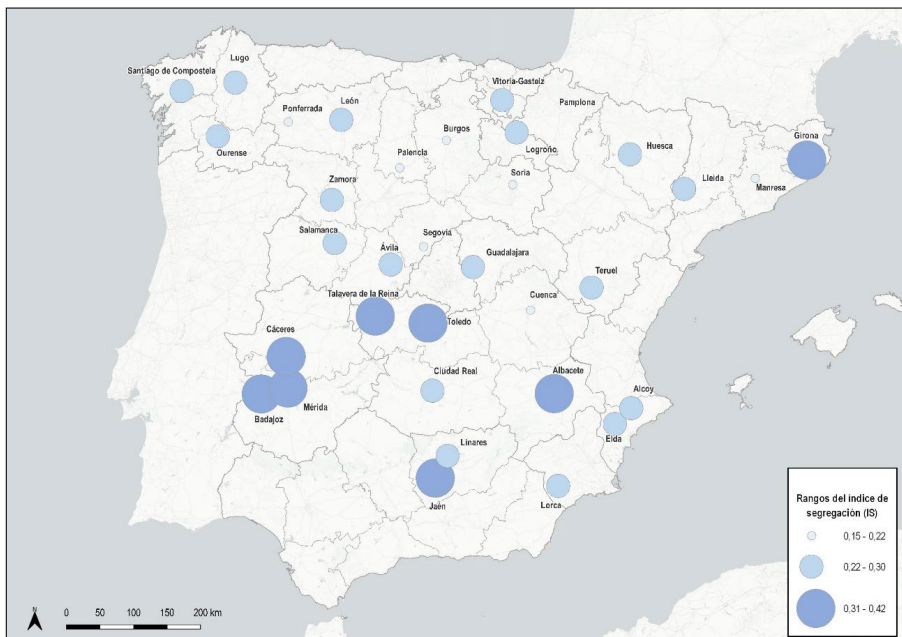 Lugo
Santiago de Compostela
Vitoria-Gasteiz
Ponferrada
León
Pamplona
Burgos
Girona
Ourense
Palencia
Logroño
Huesca
Soria
Lleida
Manresa
Zamora
Salamanca
Segovia
Ávila
Guadalajara
Teruel
Talavera de la Reina
Cuenca
Toledo
Cáceres
Ciudad Real
Albacete
Alcoy
Badajoz
Mérida
Elda
Linares
Jaén
Lorca
Rangos del índice de
segregación (IS)
0,15 - 0,22
0,22 - 0,30
0,31 - 0,42
N
0 50 100 150 200 km